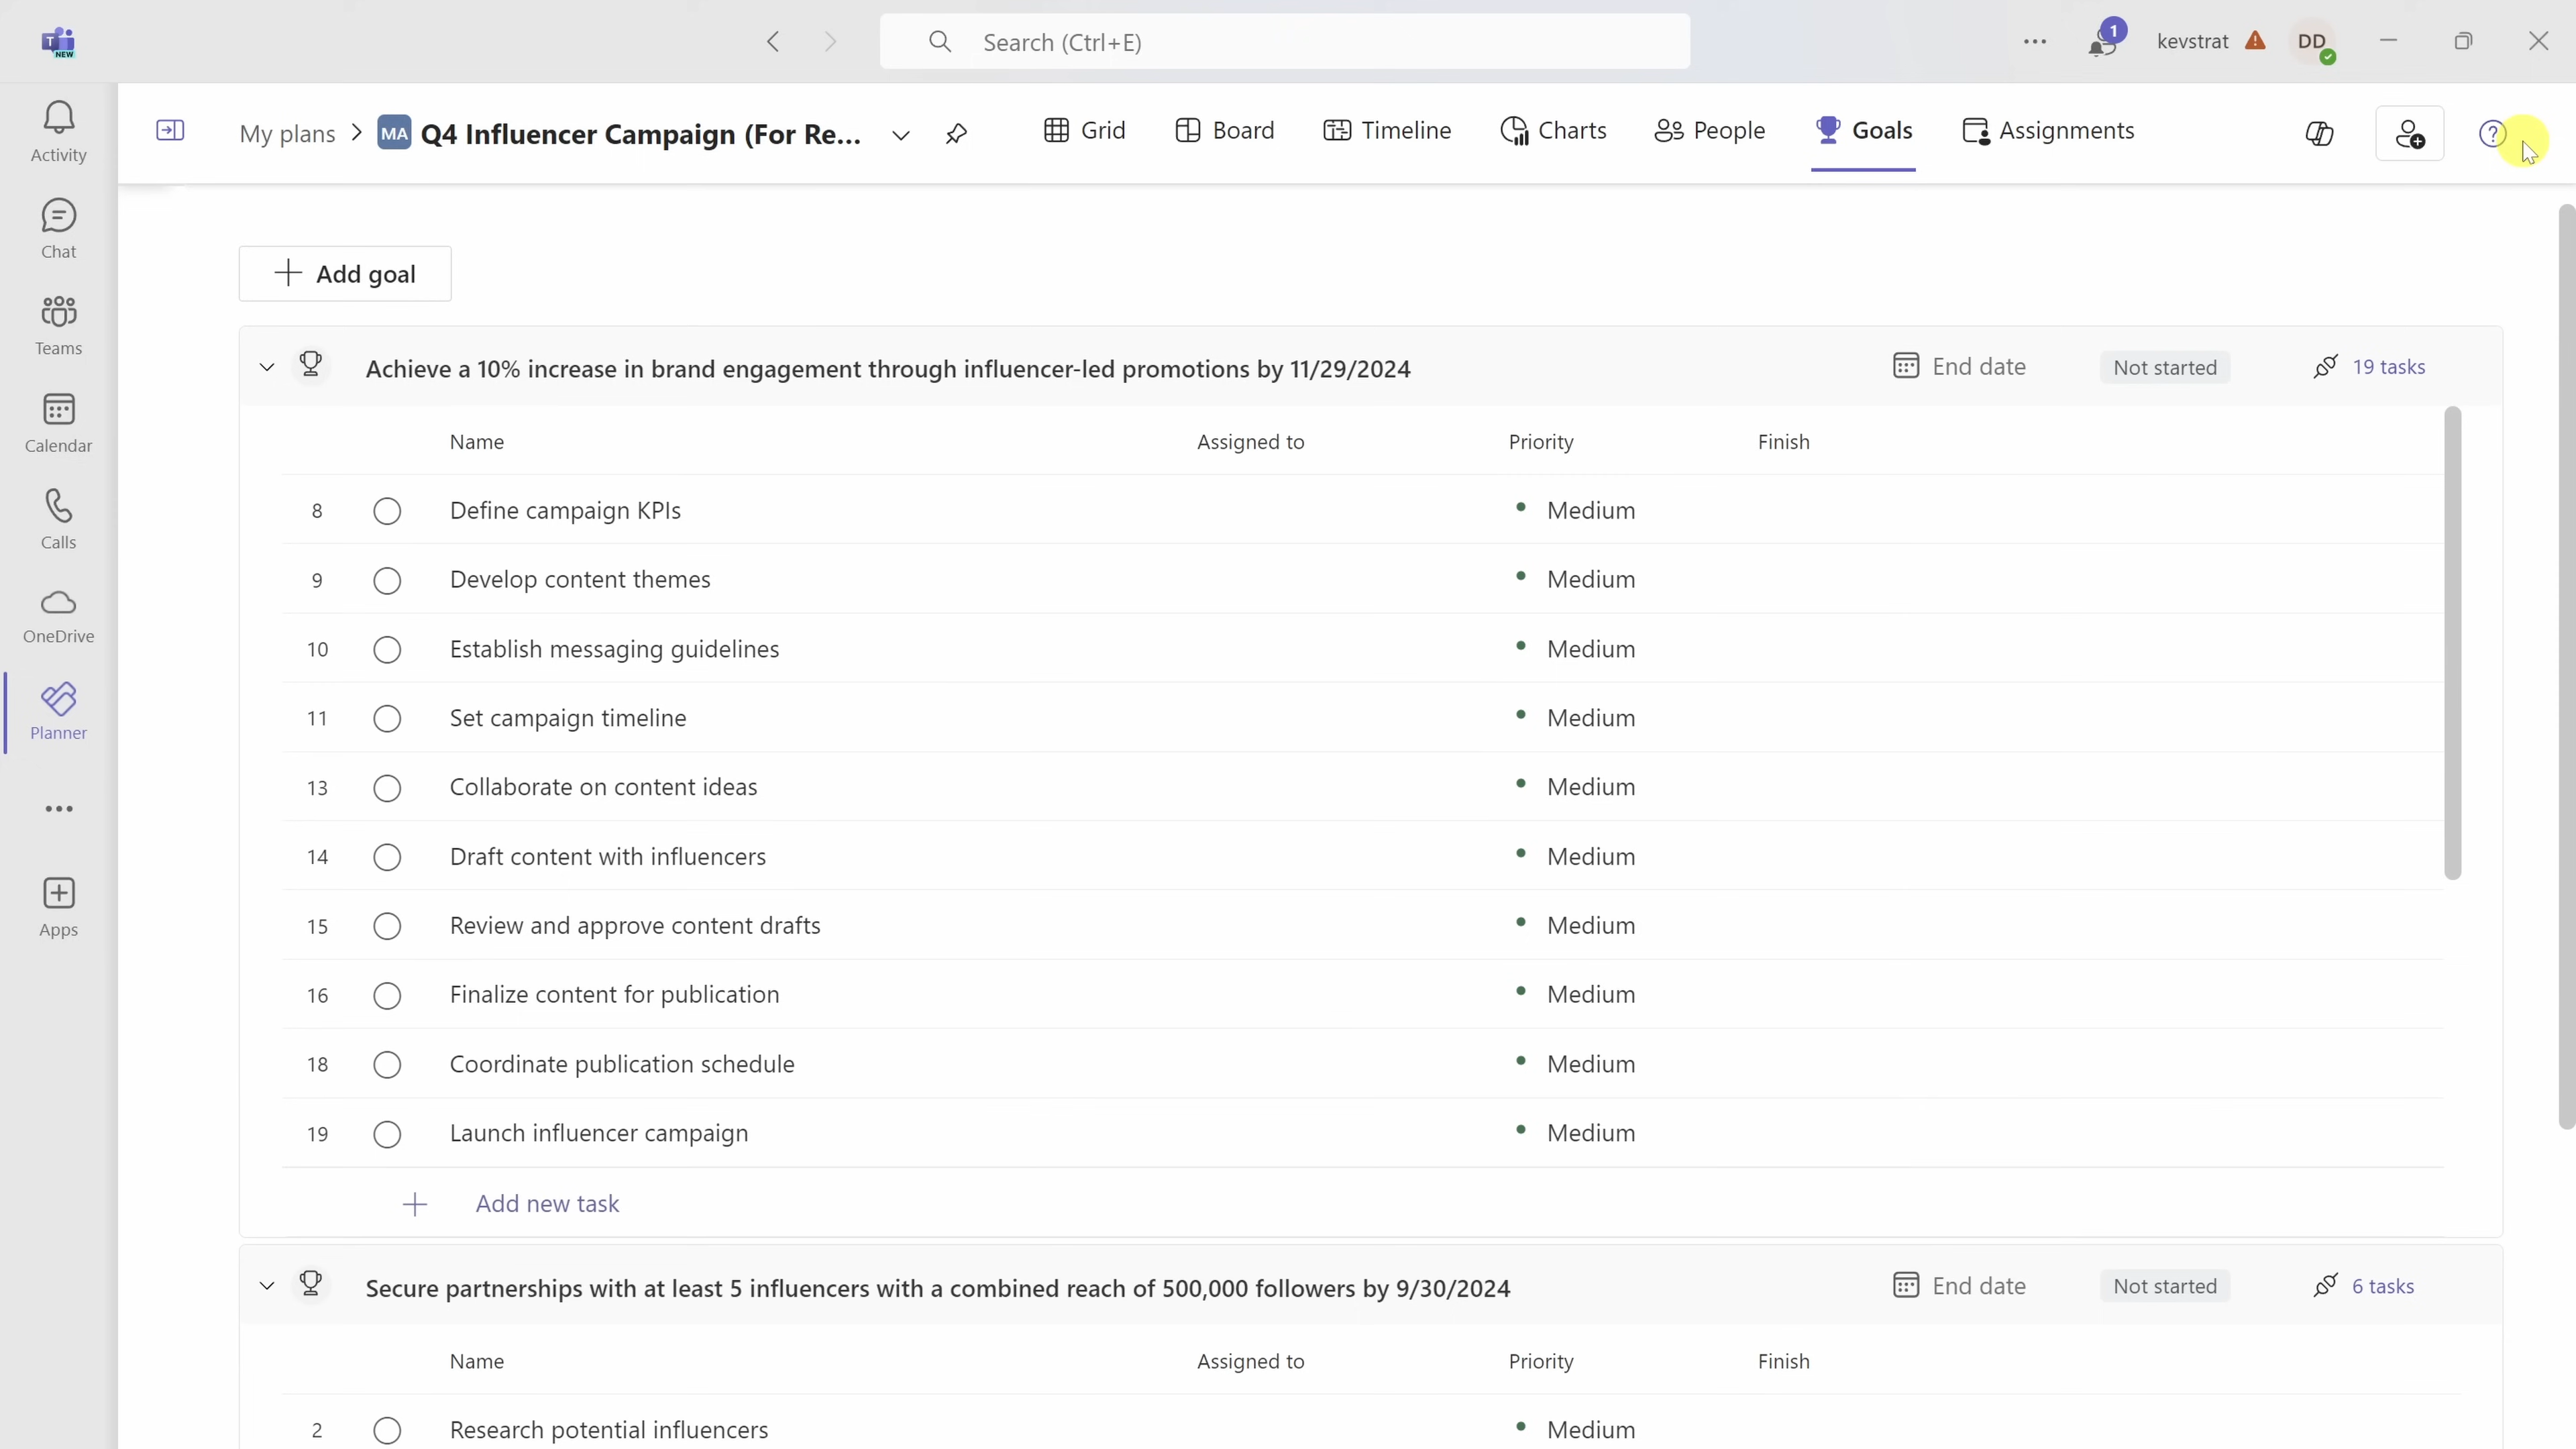 T NEW
Search (Ctrl+E)
1
kevstrat
DD
My plans
MA
Q4 Influencer Campaign (For Re...
Grid
Board
Timeline
Charts
People
Goals
Assignments
Activity
Chat
Teams
Calendar
Calls
OneDrive
Planner
Apps
Add goal
Achieve a 10% increase in brand engagement through influencer-led promotions by 11/29/2024 End date Not started 19 tasks
Name Assigned to Priority Finish
8 Define campaign KPIs Medium
9 Develop content themes Medium
10 Establish messaging guidelines Medium
11 Set campaign timeline Medium
13 Collaborate on content ideas Medium
14 Draft content with influencers Medium
15 Review and approve content drafts Medium
16 Finalize content for publication Medium
18 Coordinate publication schedule Medium
19 Launch influencer campaign Medium
Add new task
Secure partnerships with at least 5 influencers with a combined reach of 500,000 followers by 9/30/2024 End date Not started 6 tasks
Name Assigned to Priority Finish
2 Research potential influencers Medium